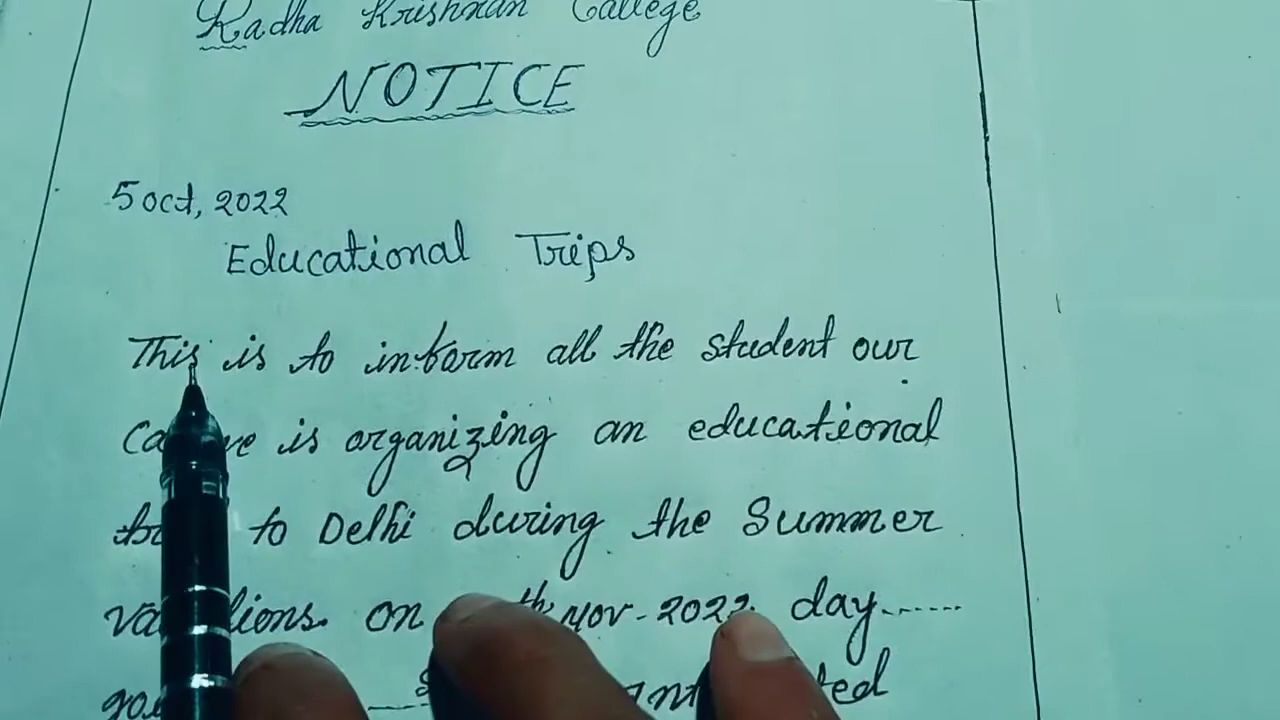 Radha Krishnan Callege
NOTICE
5 oct, 2022
Educational Trips
This is to inform all the student our
is organizing an educational
to Delhi during the Summer
on Nov-2022 day.......